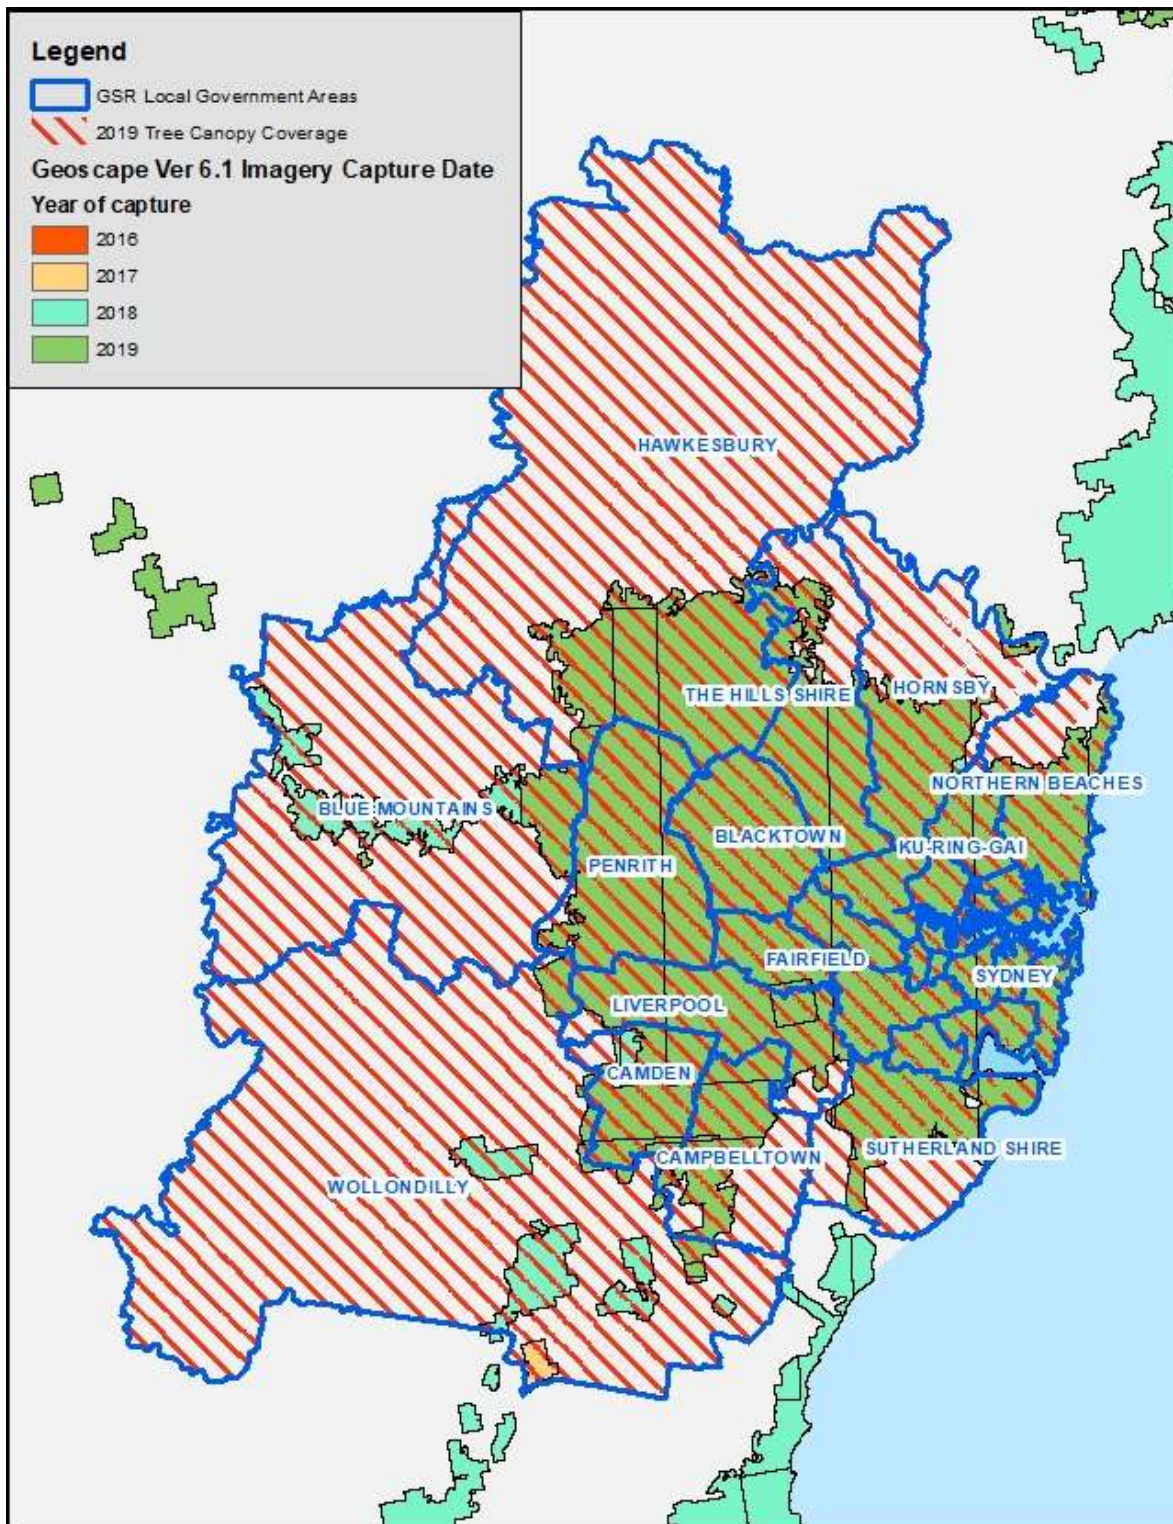 Legend
GSR Local Government Areas
2019 Tree Canopy Coverage
Geoscape Ver 6.1 Imagery Capture Date
Year of capture
2016
2017
2018
2019
HAWKESBURY
THE HILLS SHIRE
HORNSBY
NORTHERN BEACHES
BLUE MOUNTAINS
BLACKTOWN
KU-RING-GAI
PENRITH
FAIRFIELD
SYDNEY
LIVERPOOL
CAMDEN
SUTHERLAND SHIRE
CAMPBELLTOWN
WOLLONDILLY